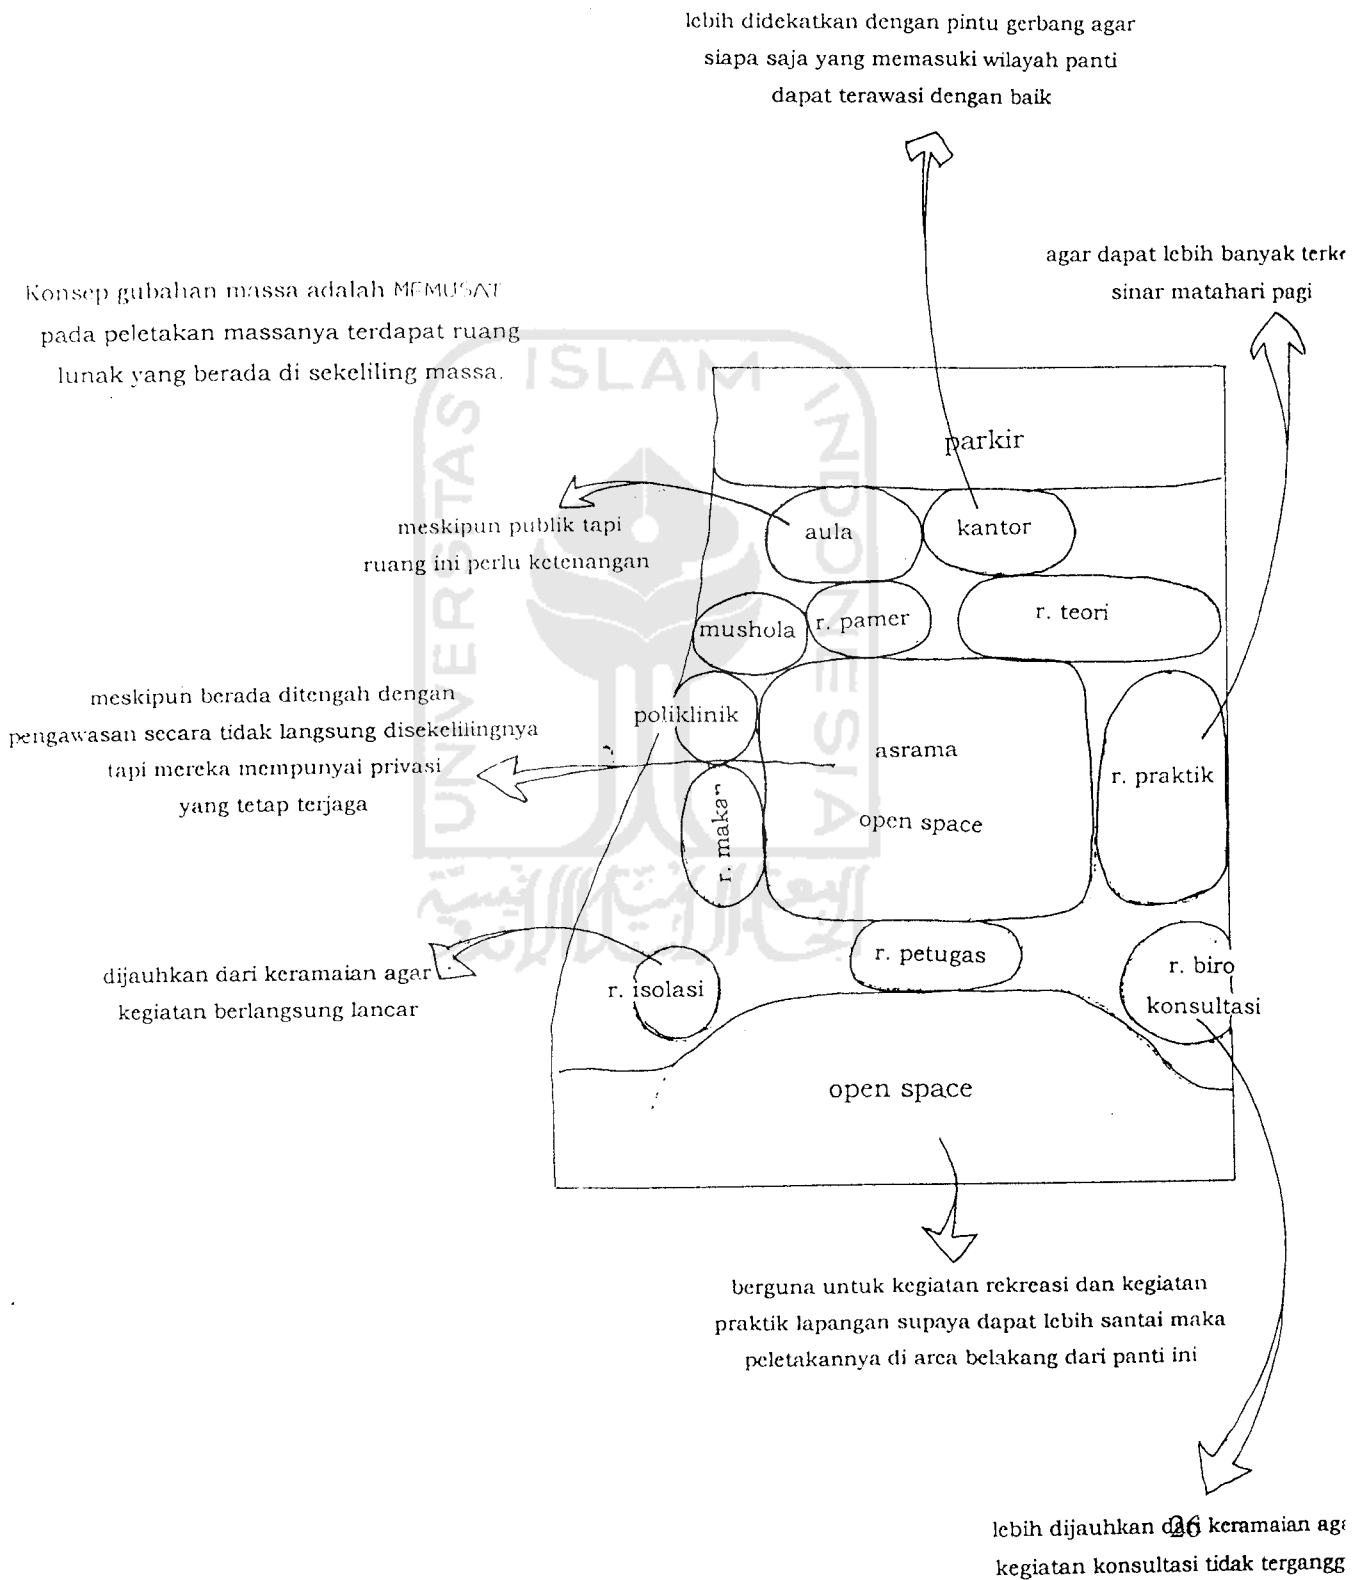 lebih didekatkan dengan pintu gerbang agar
siapa saja yang memasuki wilayah panti
dapat terawasi dengan baik
agar dapat lebih banyak
sinar matahari pagi
Konsep gubahan massa adalah MEMUSAT
pada peletakan massanya terdapat ruang
lunak yang berada di sekeliling massa.
ISLAM
UNIVERSITAS
INDONESIA
parkir
meskipun publik tapi
ruang ini perlu ketenangan
aula
kantor
mushola
r. pamer
r. teori
meskipun berada ditengah dengan
pengawasan secara tidak langsung disekelilingnya
tapi mereka mempunyai privasi
yang tetap terjaga
poliklinik
asrama
open space
r. praktik
r. makan
dijauhkan dari keramaian agar
kegiatan berlangsung lancar
r. isolasi
r. petugas
r. biro
konsultasi
open space
berguna untuk kegiatan rekreasi dan kegiatan
praktik lapangan supaya dapat lebih santai maka
peletakannya di area belakang dari panti ini
lebih dijauhkan dari keramaian
kegiatan konsultasi tidak
26